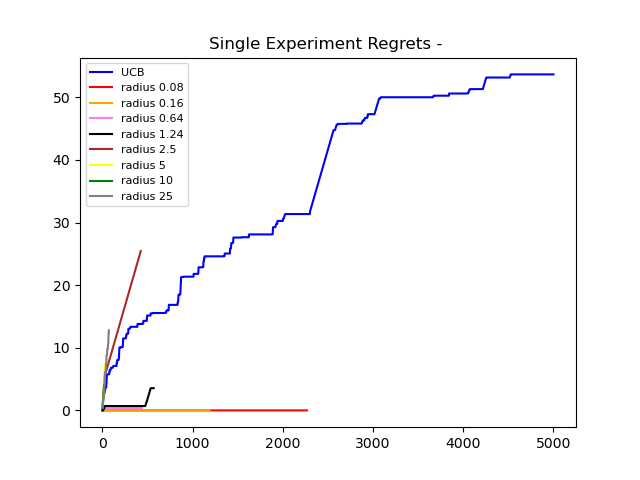 Single Experiment Regrets -
UCB
radius 0.08
radius 0.16
radius 0.64
radius 1.24
radius 2.5
radius 5
radius 10
radius 25
50
40
30
20
10
0
0 1000 2000 3000 4000 5000